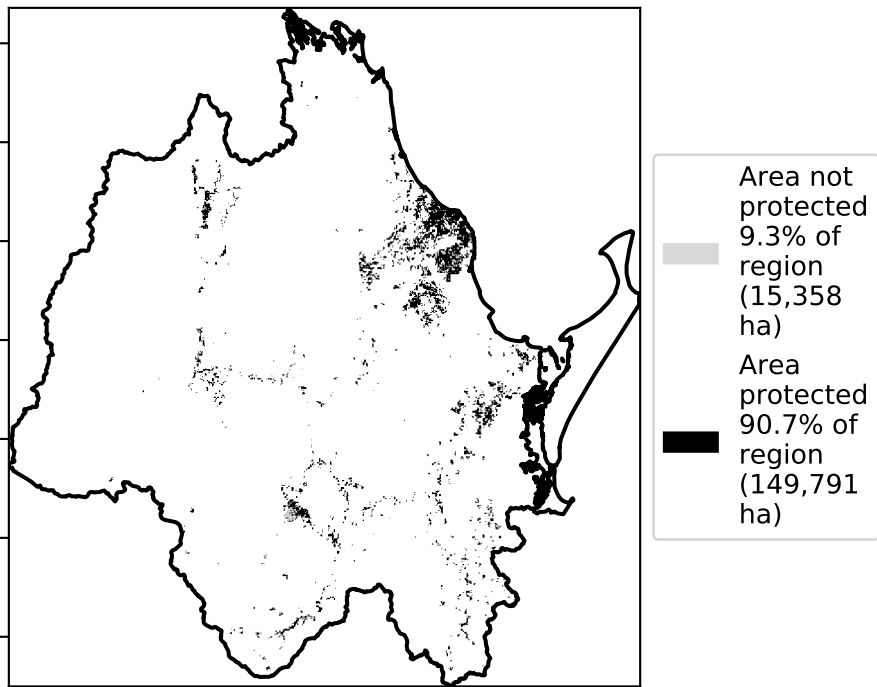 Area not
protected
9.3% of
region
(15,358
ha)
Area
protected
90.7% of
region
(149,791
ha)